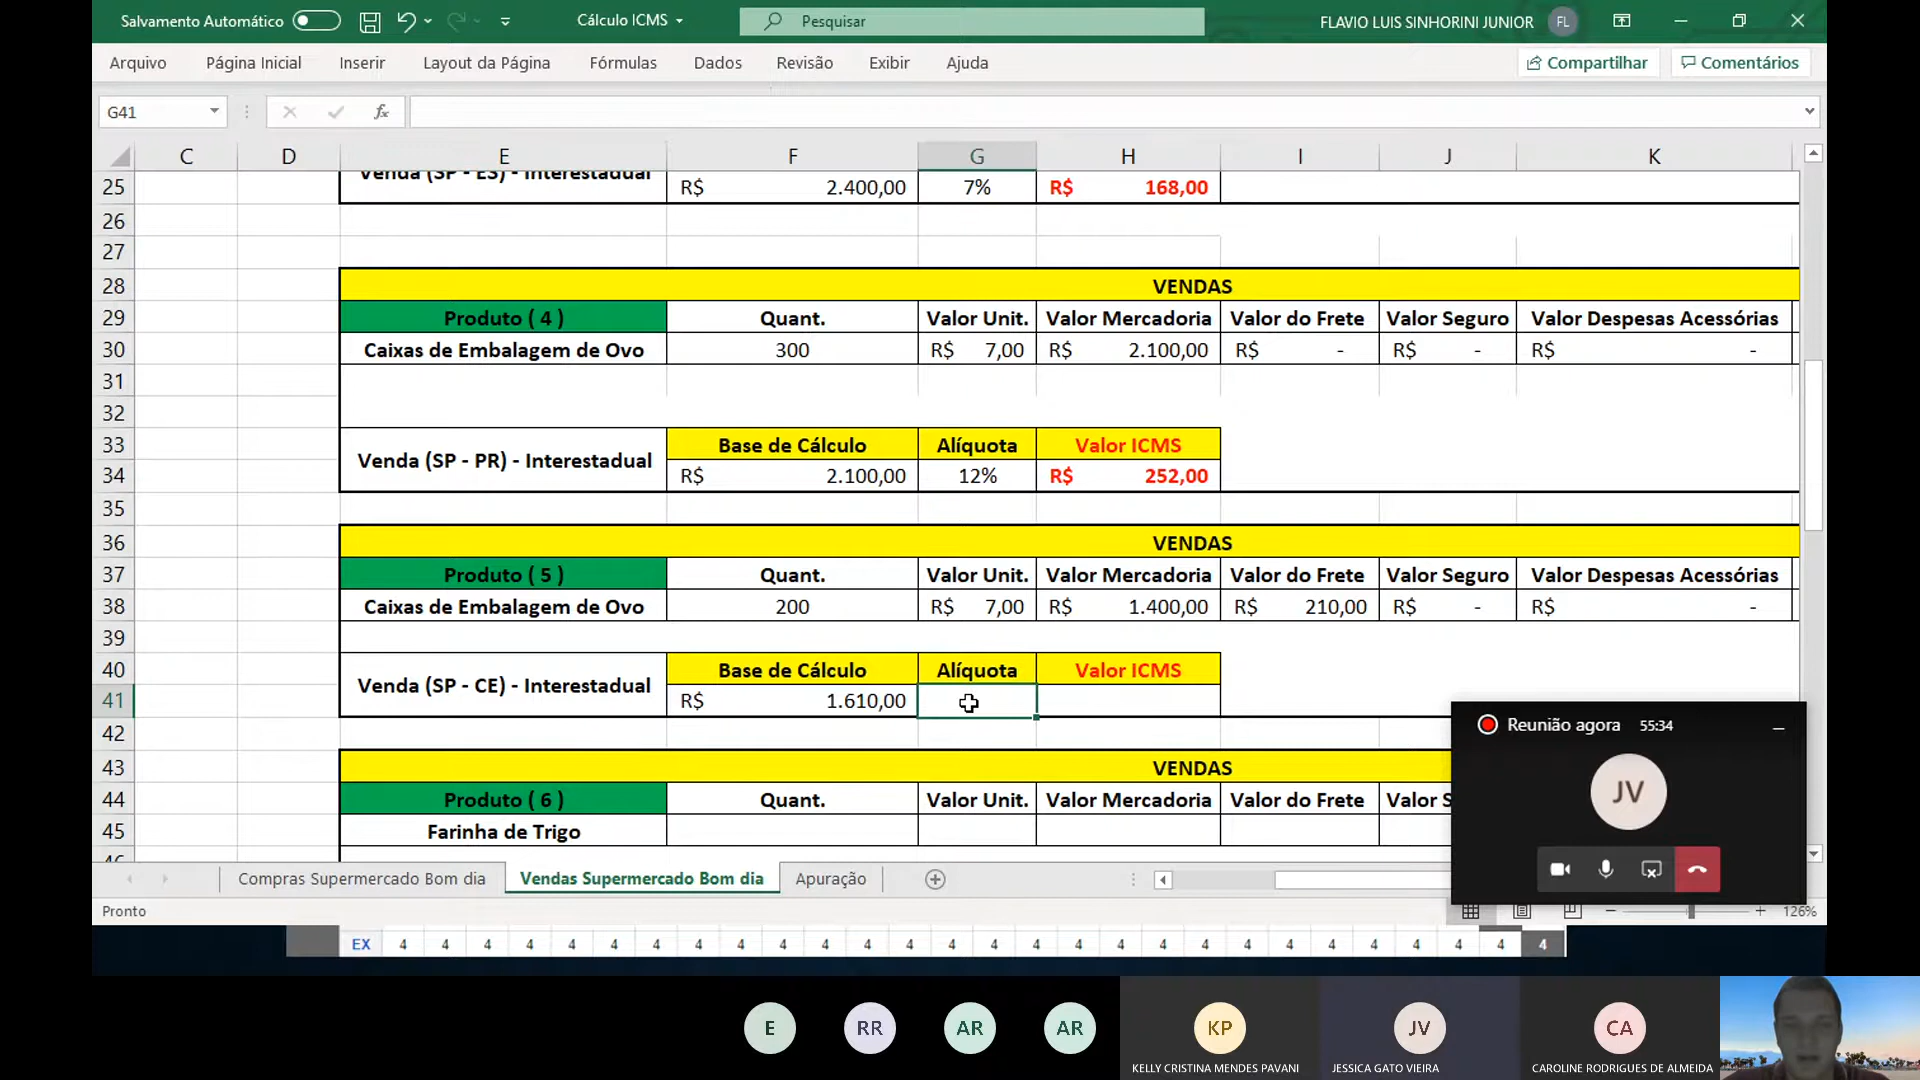 Salvamento Automático
Cálculo ICMS
Pesquisar
FLAVIO LUIS SINHORINI JUNIOR
FL
Arquivo Página Inicial Inserir Layout da Página Fórmulas Dados Revisão Exibir Ajuda
Compartilhar
Comentários
G41
fx
C D E F G H I J K
25 Venda (SP - ES) - Interestadual R$ 2.400,00 7% R$ 168,00
26
27
28 VENDAS
29 Produto ( 4 ) Quant. Valor Unit. Valor Mercadoria Valor do Frete Valor Seguro Valor Despesas Acessórias
30 Caixas de Embalagem de Ovo 300 R$ 7,00 R$ 2.100,00 R$ - R$ - R$ -
31
32
33 Base de Cálculo Alíquota Valor ICMS
Venda (SP - PR) - Interestadual
34 R$ 2.100,00 12% R$ 252,00
35
36 VENDAS
37 Produto ( 5 ) Quant. Valor Unit. Valor Mercadoria Valor do Frete Valor Seguro Valor Despesas Acessórias
38 Caixas de Embalagem de Ovo 200 R$ 7,00 R$ 1.400,00 R$ 210,00 R$ - R$ -
39
40 Base de Cálculo Alíquota Valor ICMS
Venda (SP - CE) - Interestadual
41 R$ 1.610,00
42
43 VENDAS
44 Produto ( 6 ) Quant. Valor Unit. Valor Mercadoria Valor do Frete Valor S
45 Farinha de Trigo
46
Reunião agora 55:34
JV
Compras Supermercado Bom dia Vendas Supermercado Bom dia Apuração
Pronto
126%
EX 4 4 4 4 4 4 4 4 4 4 4 4 4 4 4 4 4 4 4 4 4 4 4 4 4 4 4 4
E RR AR AR KP JV CA
KELLY CRISTINA MENDES PAVANI JESSICA GATO VIEIRA CAROLINE RODRIGUES DE ALMEIDA